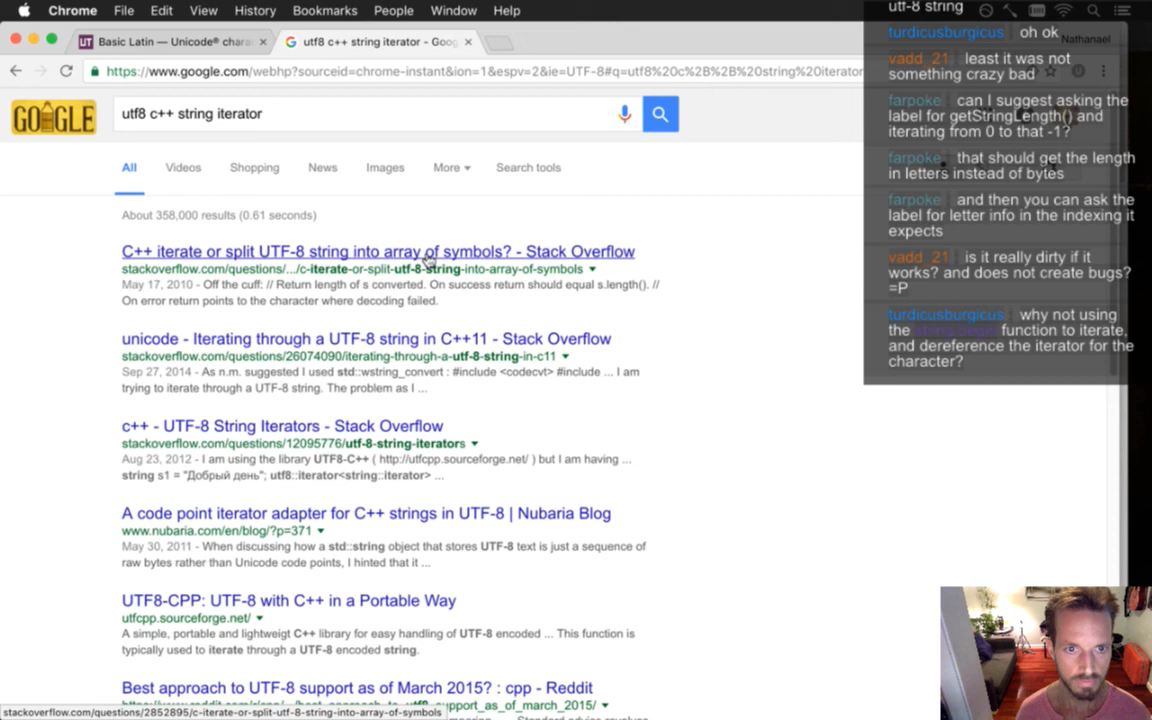 Chrome File Edit View History Bookmarks People Window Help
Basic Latin — Unicode® chara
utf8 c++ string iterator - Goog
Nathanael
https://www.google.com/webhp?sourceid=chrome-instant&ion=1&espv=2&ie=UTF-8#q=utf8%20c%2B%2B%20string%20iterator
GOOGLE
utf8 c++ string iterator
All Videos Shopping News Images More Search tools
About 358,000 results (0.61 seconds)
C++ iterate or split UTF-8 string into array of symbols? - Stack Overflow
stackoverflow.com/questions/.../c-iterate-or-split-utf-8-string-into-array-of-symbols
May 17, 2010 - Off the cuff: // Return length of s converted. On success return should equal s.length(). //
On error return points to the character where decoding failed.
unicode - Iterating through a UTF-8 string in C++11 - Stack Overflow
stackoverflow.com/questions/26074090/iterating-through-a-utf-8-string-in-c11
Sep 27, 2014 - As n.m. suggested I used std::wstring_convert : #include <codecvt> #include ... I am
trying to iterate through a UTF-8 string. The problem as I ...
c++ - UTF-8 String Iterators - Stack Overflow
stackoverflow.com/questions/12095776/utf-8-string-iterators
Aug 23, 2012 - I am using the library UTF8-C++ ( http://utfcpp.sourceforge.net/ ) but I am having ...
string s1 = "Добрый день"; utf8::iterator<string::iterator> ...
A code point iterator adapter for C++ strings in UTF-8 | Nubaria Blog
www.nubaria.com/en/blog/?p=371
May 30, 2011 - When discussing how a std::string object that stores UTF-8 text is just a sequence of
raw bytes rather than Unicode code points, I hinted that it ...
UTF8-CPP: UTF-8 with C++ in a Portable Way
utfcpp.sourceforge.net/
A simple, portable and lightweigt C++ library for easy handling of UTF-8 encoded ... This function is
typically used to iterate through a UTF-8 encoded string.
Best approach to UTF-8 support as of March 2015? : cpp - Reddit
stackoverflow.com/questions/2852895/c-iterate-or-split-utf-8-string-into-array-of-symbols
utf-8 string
turdicusburgicus oh ok
vadd_21 least it was not
something crazy bad
farpoke can I suggest asking the
label for getStringLength() and
iterating from 0 to that -1?
farpoke that should get the length
in letters instead of bytes
farpoke and then you can ask the
label for letter info in the indexing it
expects
vadd_21 is it really dirty if it
works? and does not create bugs?
=P
turdicusburgicus why not using
the string.begin function to iterate,
and dereference the iterator for the
character?